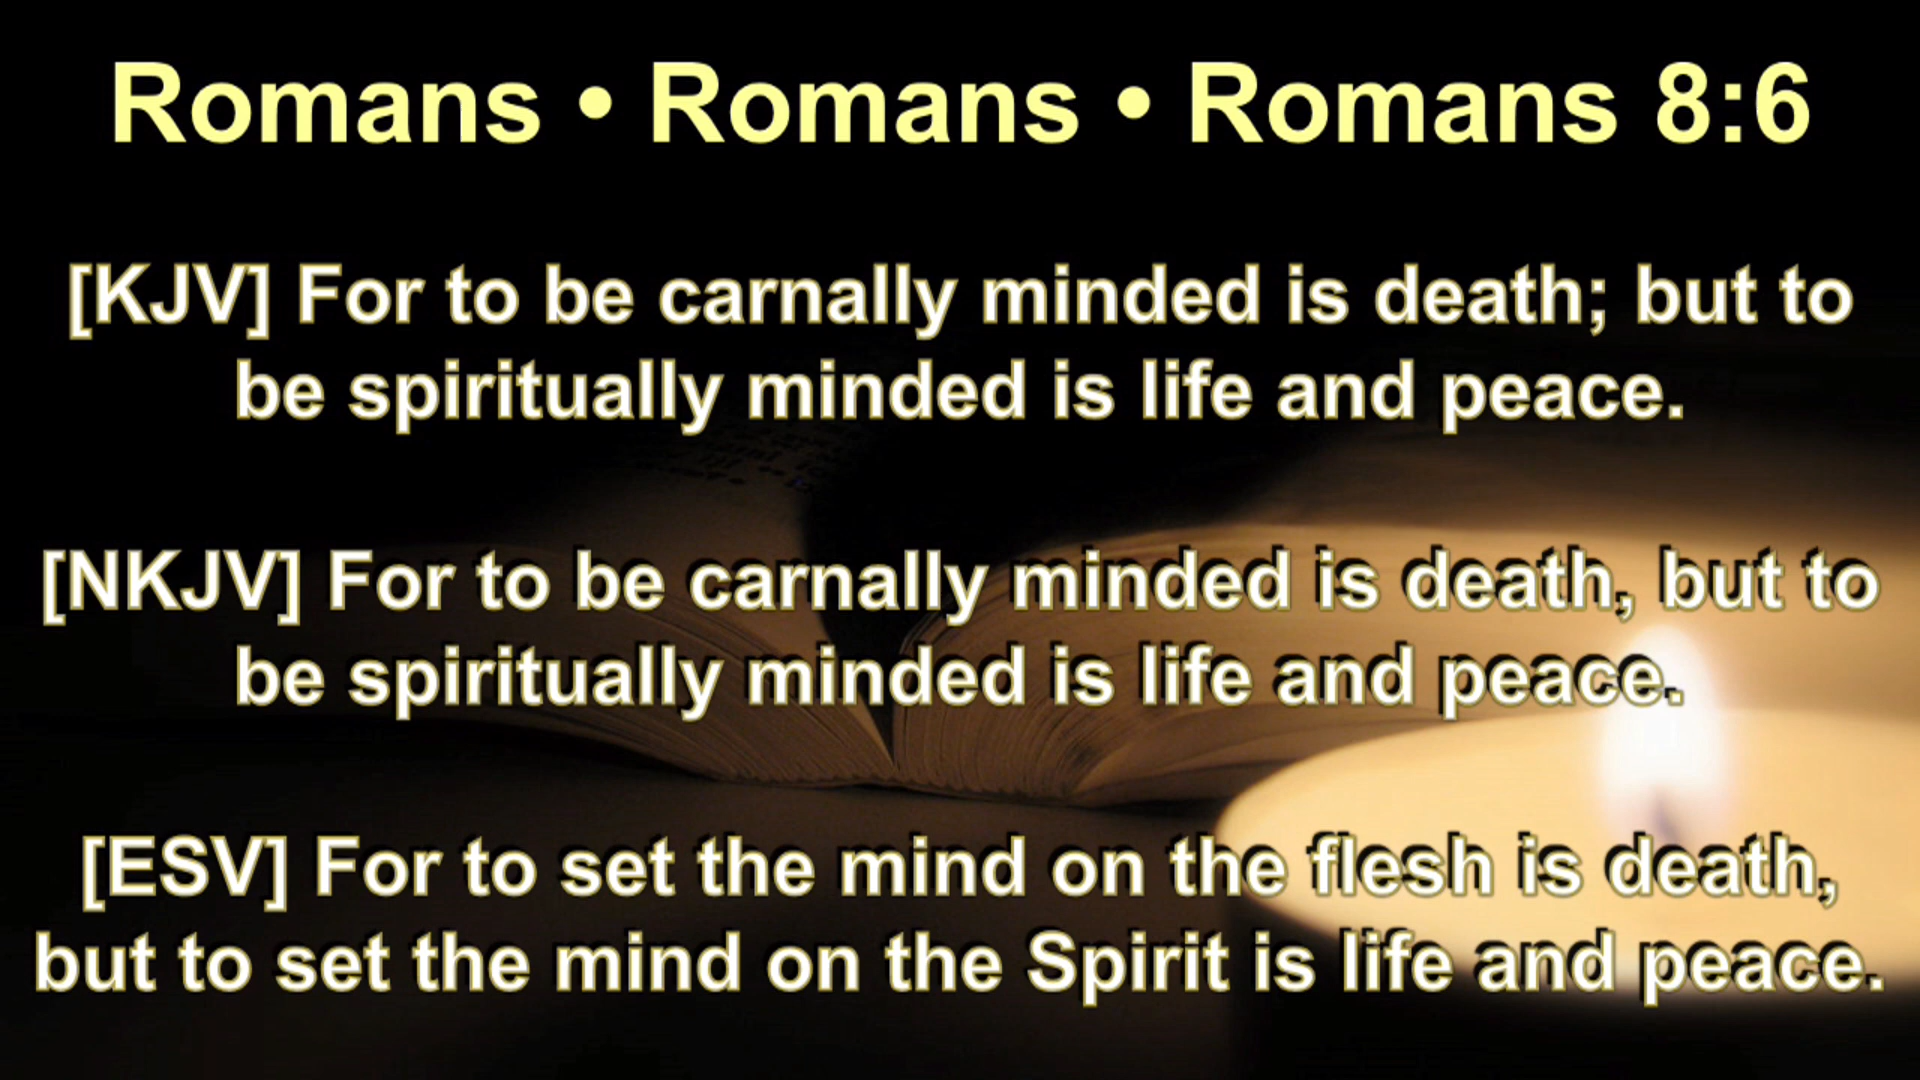 Romans • Romans • Romans 8:6
[KJV] For to be carnally minded is death; but to
be spiritually minded is life and peace.
[NKJV] For to be carnally minded is death, but to
be spiritually minded is life and peace.
[ESV] For to set the mind on the flesh is death,
but to set the mind on the Spirit is life and peace.